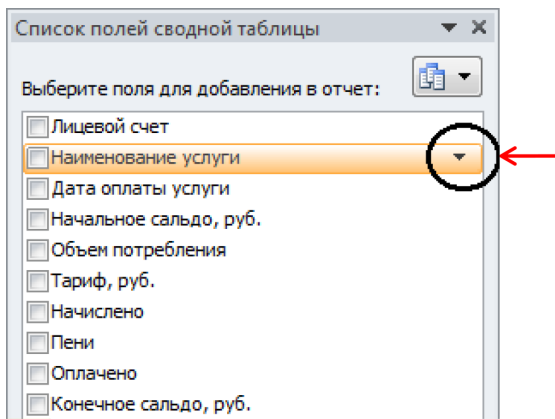 Список полей сводной таблицы
Выберите поля для добавления в отчет:
Лицевой счет
Наименование услуги
Дата оплаты услуги
Начальное сальдо, руб.
Объем потребления
Тариф, руб.
Начислено
Пени
Оплачено
Конечное сальдо, руб.